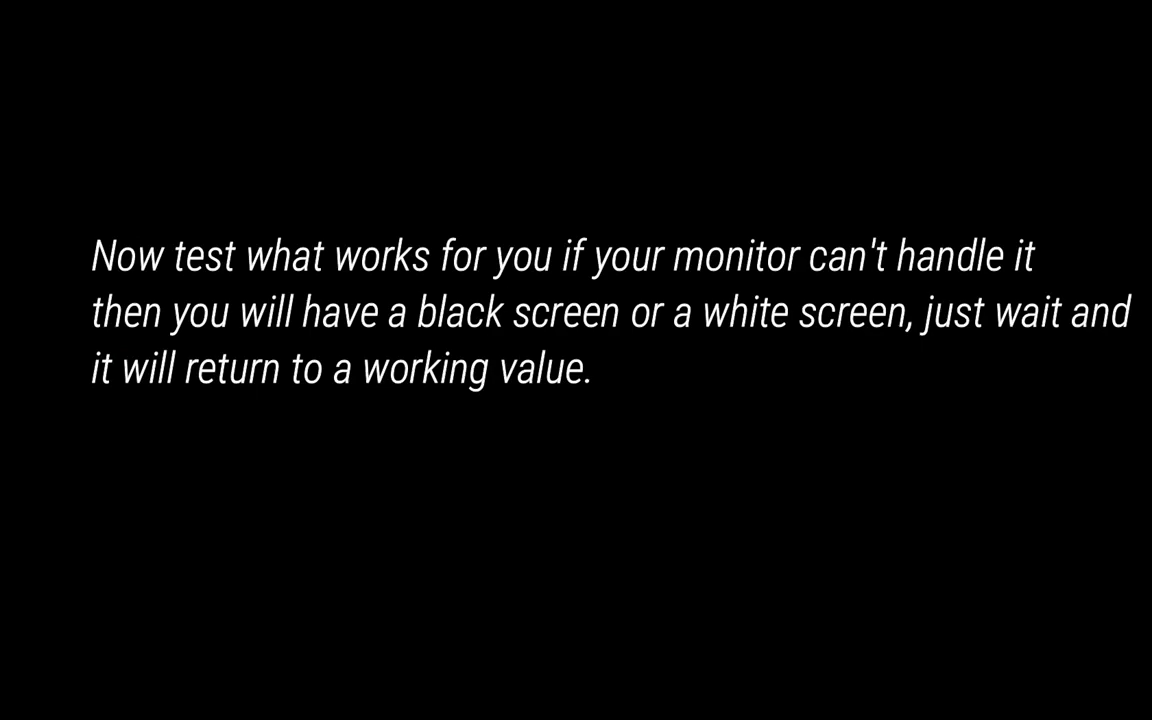 Now test what works for you if your monitor can't handle it
then you will have a black screen or a white screen, just wait and
it will return to a working value.